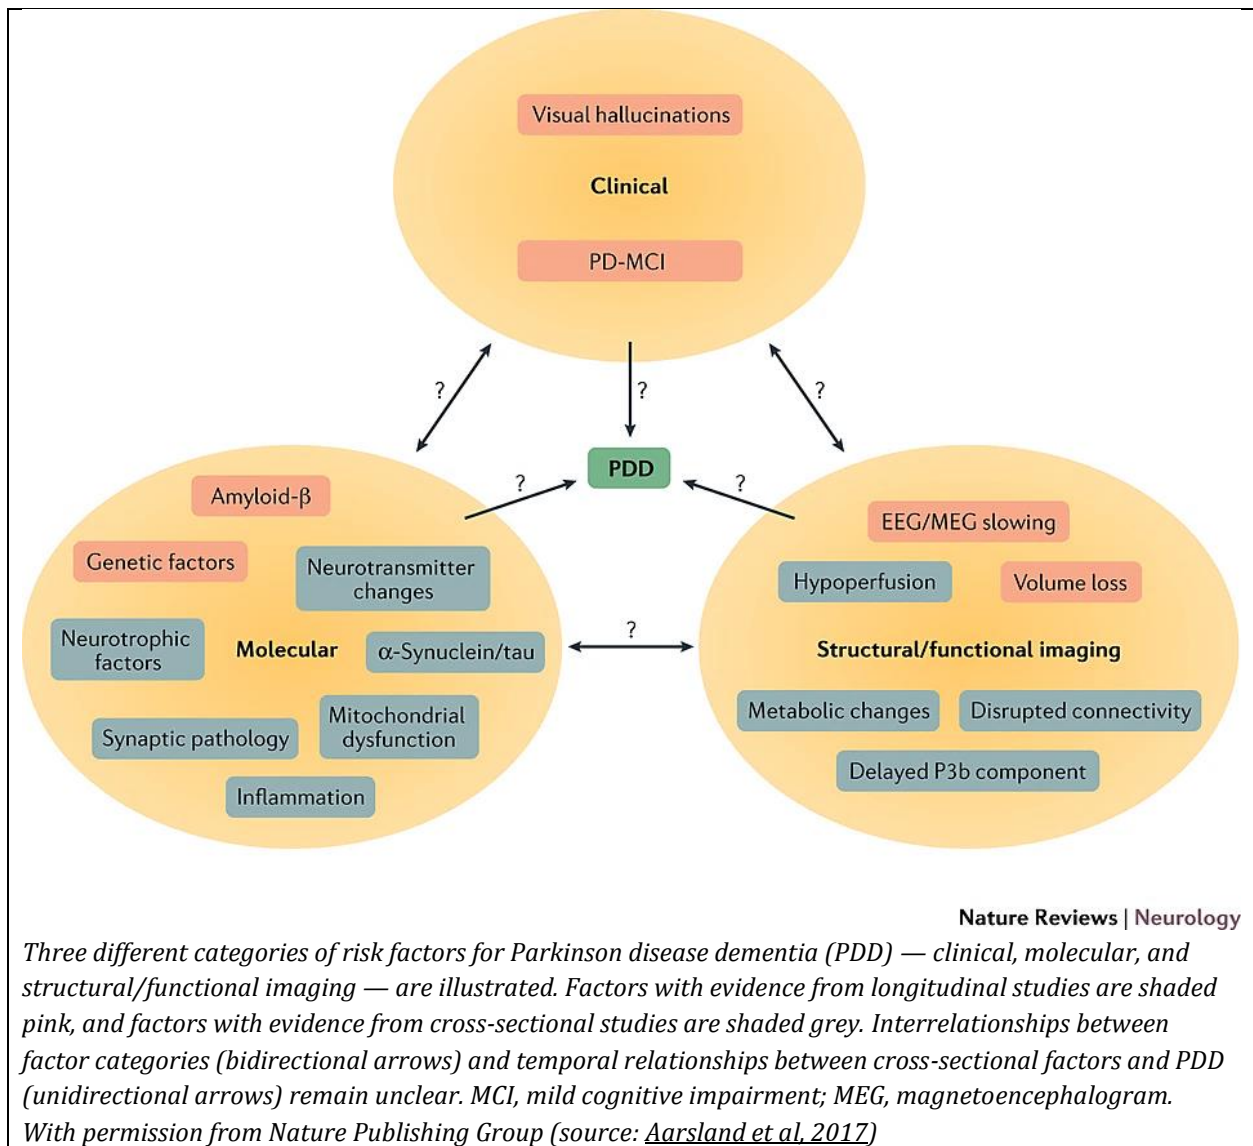 Visual hallucinations
Clinical
PD-MCI
?
?
?
PDD
?
?
Amyloid-β
Genetic factors
Neurotransmitter
changes
Neurotrophic
factors
Molecular
α-Synuclein/tau
Synaptic pathology
Mitochondrial
dysfunction
Inflammation
?
EEG/MEG slowing
Hypoperfusion
Volume loss
Structural/functional imaging
Metabolic changes
Disrupted connectivity
Delayed P3b component
Nature Reviews | Neurology
Three different categories of risk factors for Parkinson disease dementia (PDD) — clinical, molecular, and
structural/functional imaging — are illustrated. Factors with evidence from longitudinal studies are shaded
pink, and factors with evidence from cross-sectional studies are shaded grey. Interrelationships between
factor categories (bidirectional arrows) and temporal relationships between cross-sectional factors and PDD
(unidirectional arrows) remain unclear. MCI, mild cognitive impairment; MEG, magnetoencephalogram.
With permission from Nature Publishing Group (source: Aarsland et al, 2017)